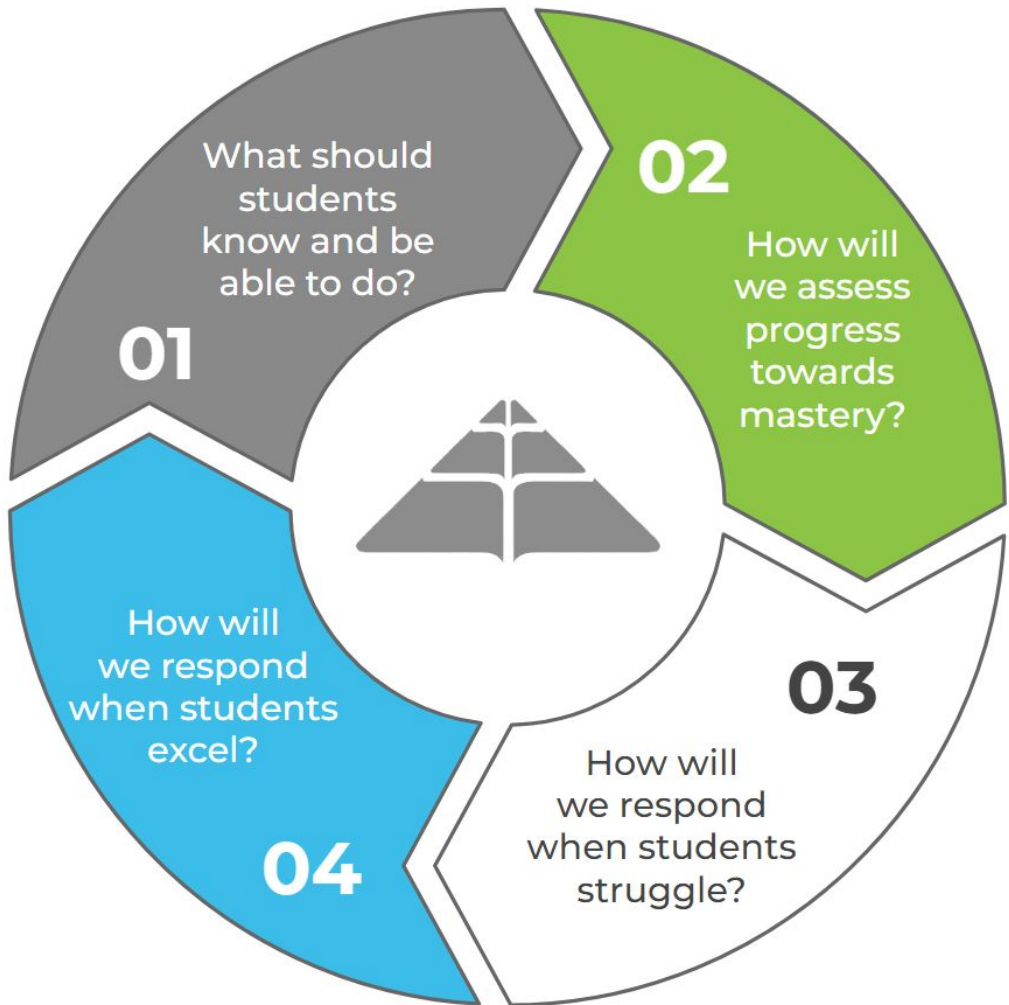 01
What should
students
know and be
able to do?
02
How will
we assess
progress
towards
mastery?
03
How will
we respond
when students
struggle?
04
How will
we respond
when students
excel?